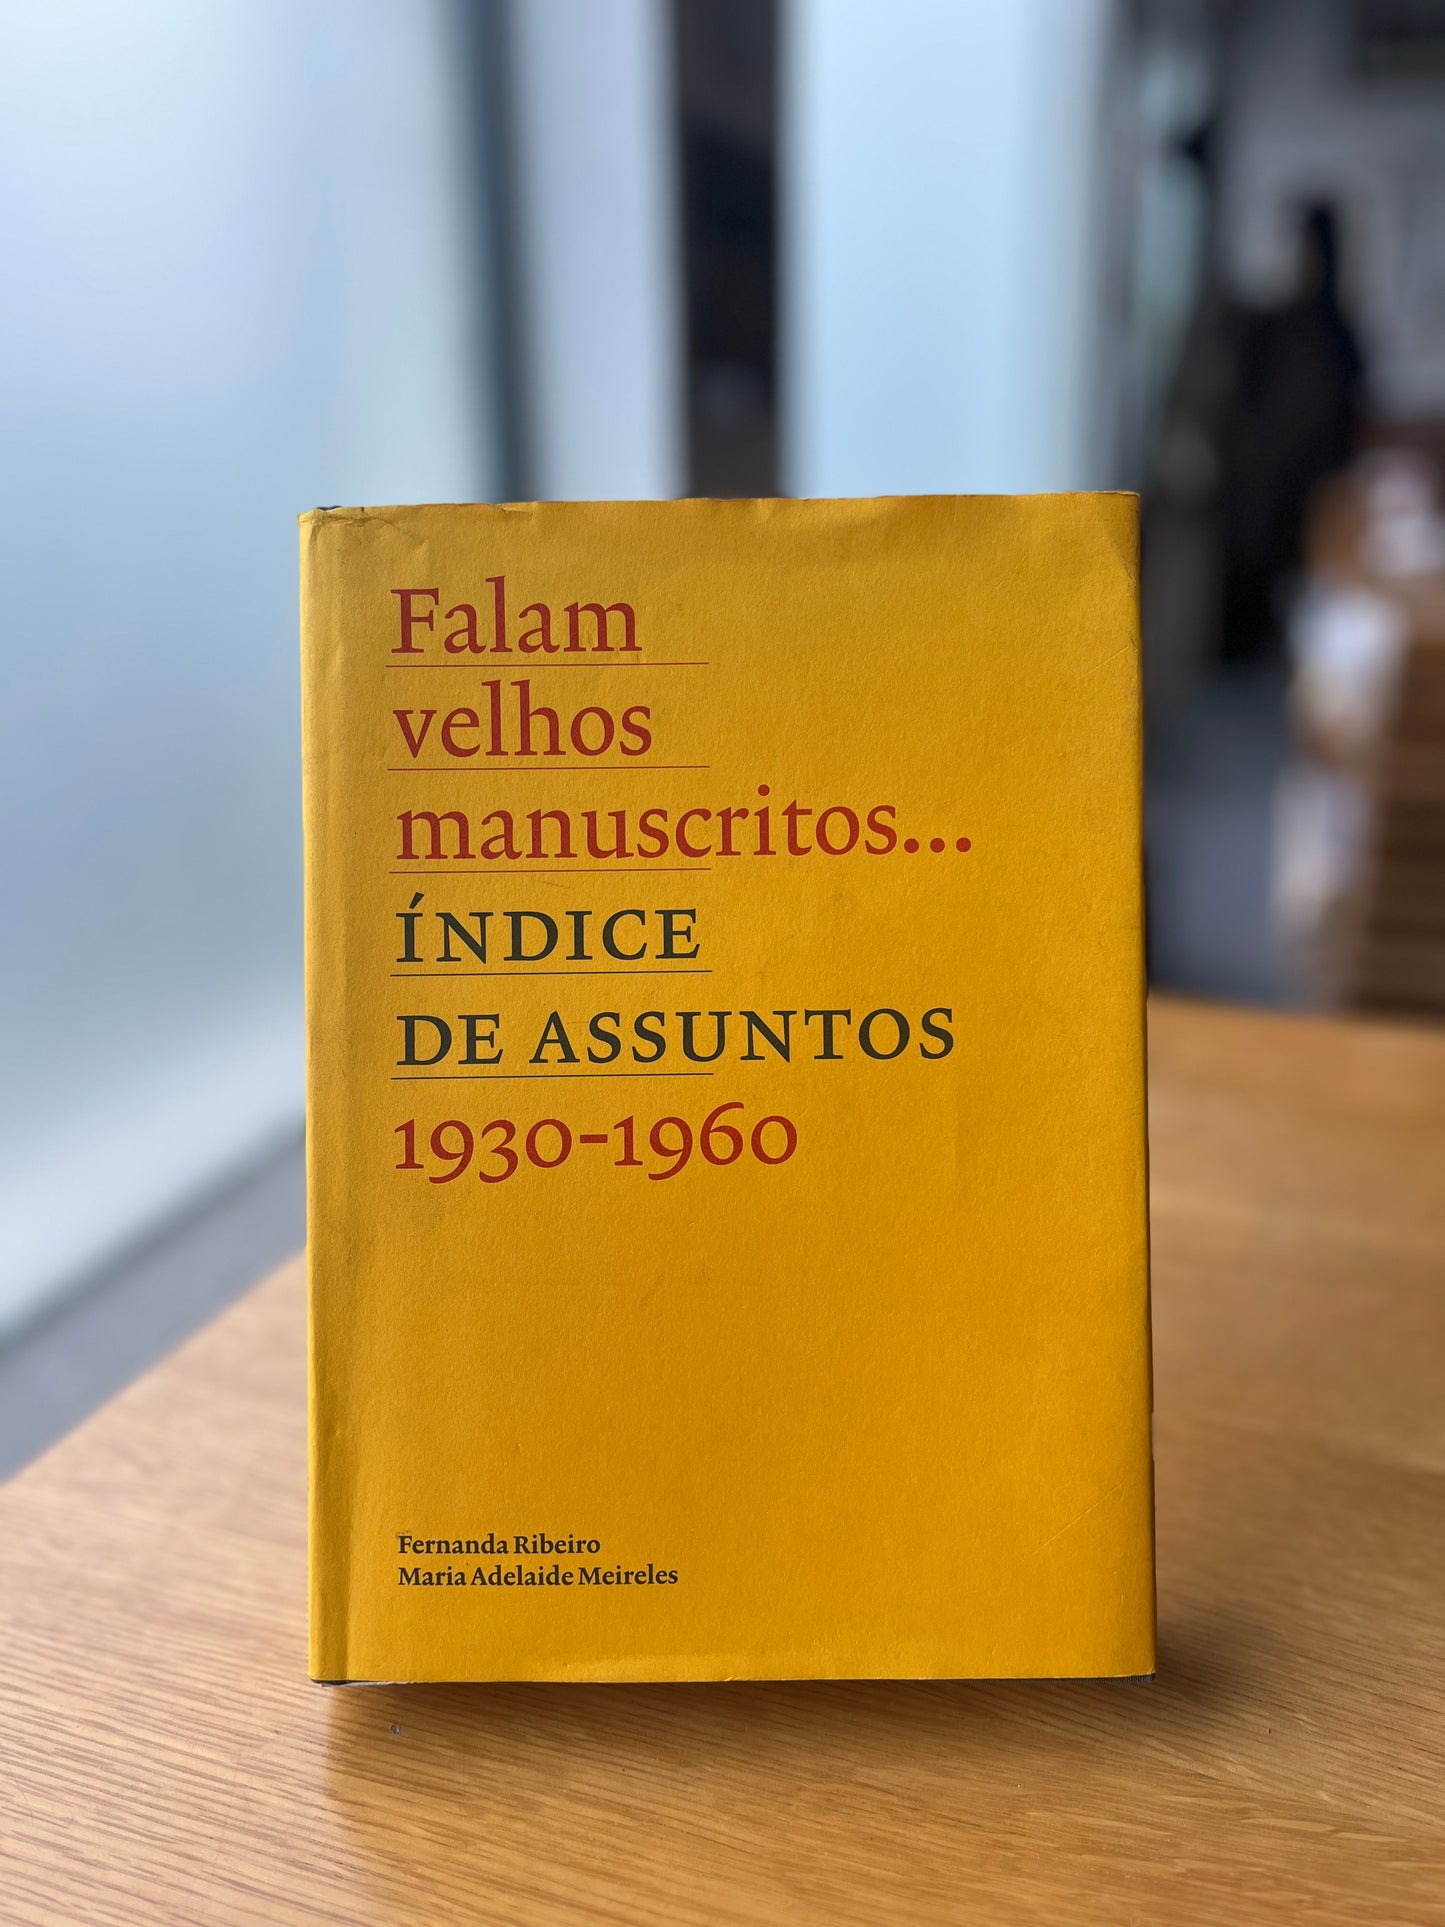 Falam
velhos
manuscritos...
ÍNDICE
DE ASSUNTOS
1930-1960
Fernanda Ribeiro
Maria Adelaide Meireles